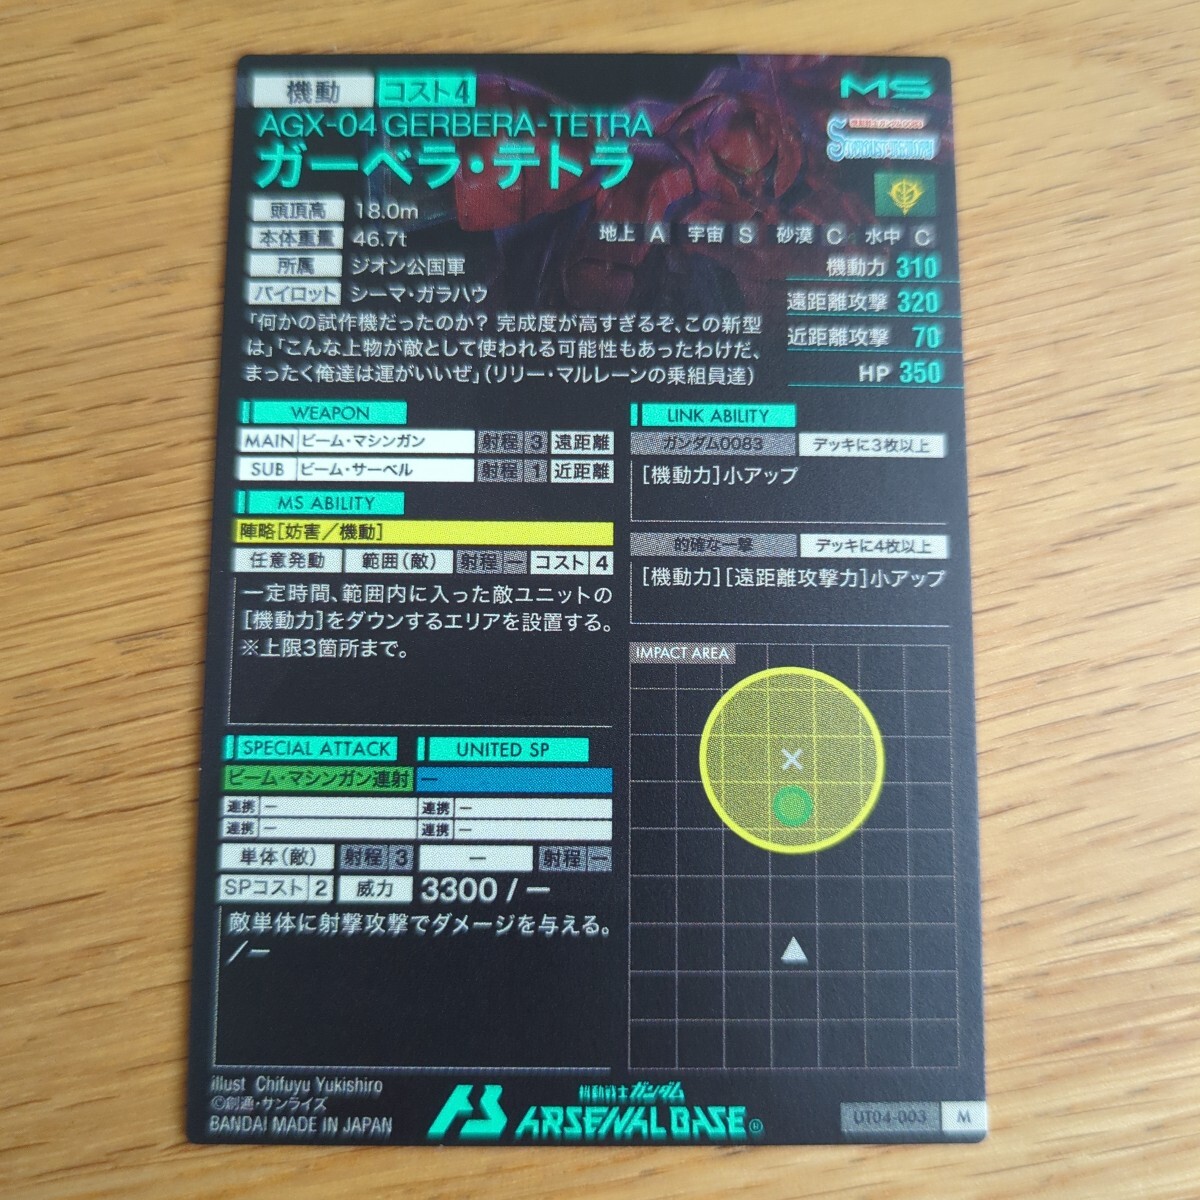 機動 コスト4
MS
AGX-04 GERBERA-TETRA
機動戦士ガンダム0083
ガーベラ・テトラ
頭頂高 18.0m
本体重量 46.7t
所属 ジオン公国軍
パイロット シーマ・ガラハウ
地上 A 宇宙 S 砂漠 C 水中 C
機動力 310
遠距離攻撃 320
近距離攻撃 70
HP 350
「何かの試作機だったのか? 完成度が高すぎるぞ、この新型
は」「こんな上物が敵として使われる可能性もあったわけだ、
まったく俺達は運がいいぜ」(リリー・マルレーンの乗組員達)
WEAPON
MAIN ビーム・マシンガン 射程 3 遠距離
SUB ビーム・サーベル 射程 1 近距離
MS ABILITY
陣略[妨害/機動]
任意発動 範囲(敵) 射程 ー コスト 4
一定時間、範囲内に入った敵ユニットの
[機動力]をダウンするエリアを設置する。
※上限3箇所まで。
LINK ABILITY
ガンダム0083 デッキに3枚以上
[機動力]小アップ
的確な一撃 デッキに4枚以上
[機動力][遠距離攻撃力]小アップ
IMPACT AREA
SPECIAL ATTACK UNITED SP
ビーム・マシンガン連射 ー
連携 ー 連携 ー
連携 ー 連携 ー
単体(敵) 射程 3 ー 射程 ー
SPコスト 2 威力 3300 / ー
敵単体に射撃攻撃でダメージを与える。
/ー
illust Chifuyu Yukishiro
©創通・サンライズ
BANDAI MADE IN JAPAN
機動戦士ガンダム
ARSENAL BASE
UT04-003 M